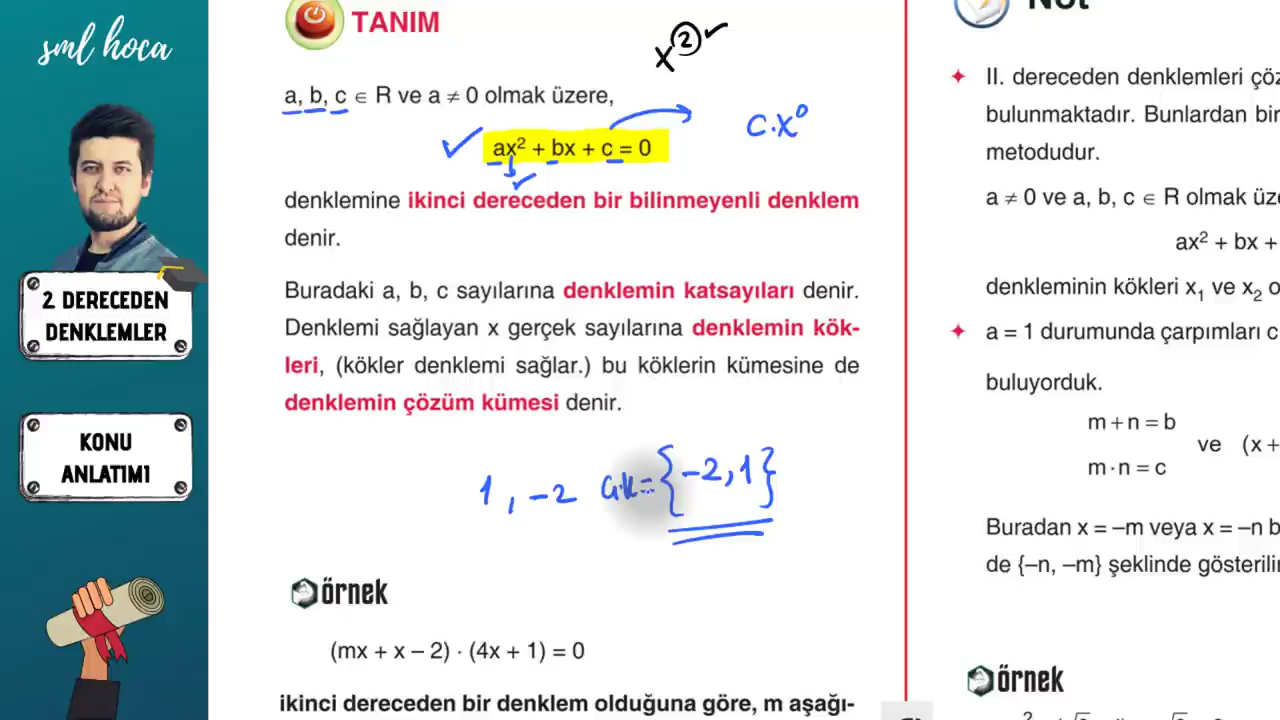 sml hoca
2 DERECEDEN
DENKLEMLER
KONU
ANLATIMI
TANIM
x²
a, b, c ∈ R ve a ≠ 0 olmak üzere,
c.x⁰
ax² + bx + c = 0
denklemine ikinci dereceden bir bilinmeyenli denklem
denir.
Buradaki a, b, c sayılarına denklemin katsayıları denir.
Denklemi sağlayan x gerçek sayılarına denklemin kök-
leri, (kökler denklemi sağlar.) bu köklerin kümesine de
denklemin çözüm kümesi denir.
1, -2 {-2, 1}
örnek
(mx + x – 2) · (4x + 1) = 0
ikinci dereceden bir denklem olduğuna göre, m aşağı-
Not
II. dereceden denklemleri çöz
bulunmaktadır. Bunlardan bir
metodudur.
a ≠ 0 ve a, b, c ∈ R olmak üze
ax² + bx +
denkleminin kökleri x₁ ve x₂ o
a = 1 durumunda çarpımları c
buluyorduk.
m + n = b
ve (x +
m · n = c
Buradan x = –m veya x = –n b
de {–n, –m} şeklinde gösterilir
örnek